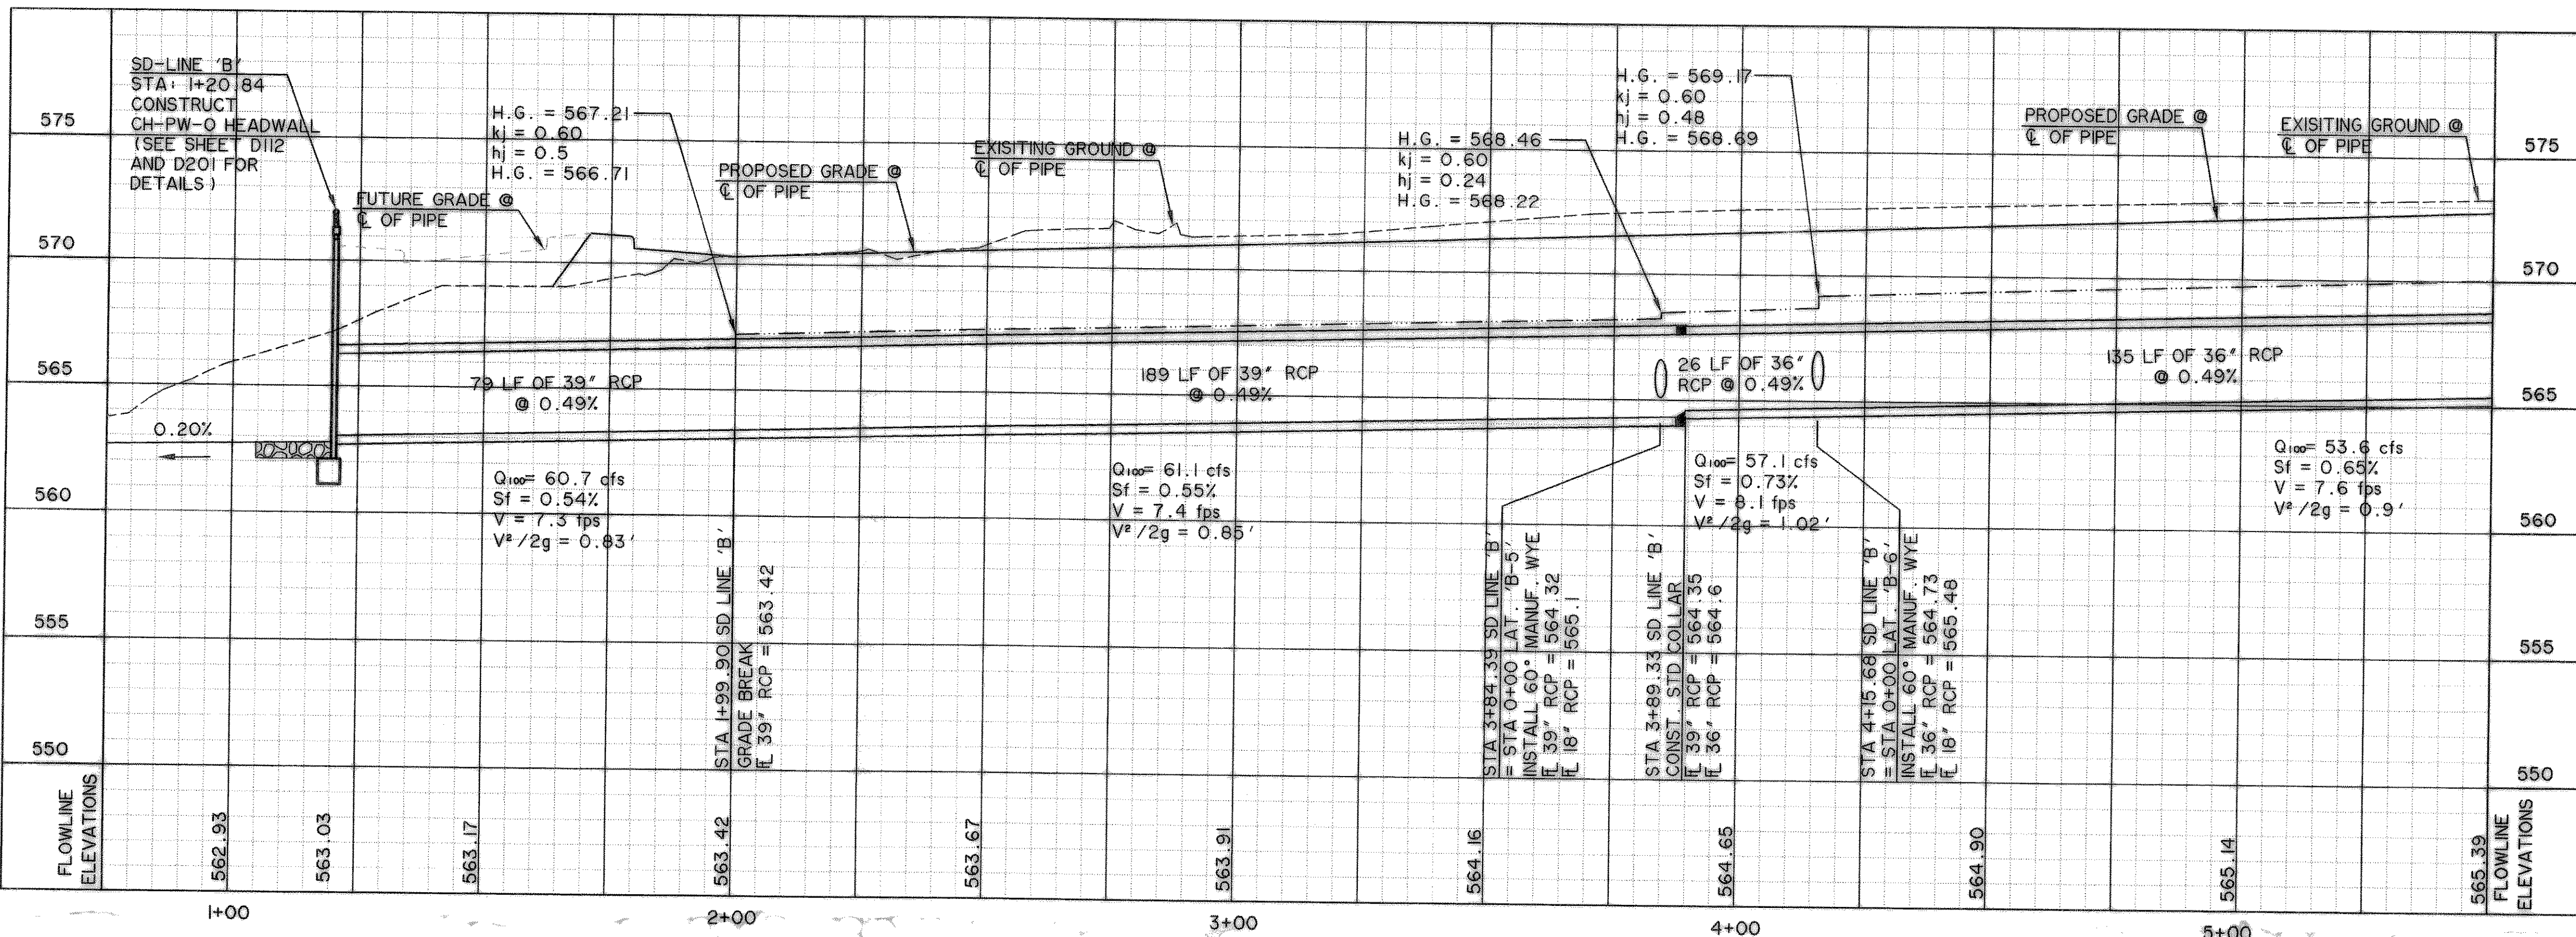 SD-LINE 'B'
STA: 1+20.84
CONSTRUCT
CH-PW-O HEADWALL
(SEE SHEET D112
AND D201 FOR
DETAILS)
FUTURE GRADE @
℄ OF PIPE
H.G. = 567.21
kj = 0.60
hj = 0.5
H.G. = 566.71
PROPOSED GRADE @
℄ OF PIPE
EXISITING GROUND @
℄ OF PIPE
H.G. = 568.46
kj = 0.60
hj = 0.24
H.G. = 568.22
H.G. = 569.17
kj = 0.60
hj = 0.48
H.G. = 568.69
PROPOSED GRADE @
℄ OF PIPE
EXISITING GROUND @
℄ OF PIPE
575
570
565
560
555
550
575
570
565
560
555
550
79 LF OF 39" RCP
@ 0.49%
189 LF OF 39" RCP
@ 0.49%
26 LF OF 36"
RCP @ 0.49%
135 LF OF 36" RCP
@ 0.49%
0.20%
Q100= 60.7 cfs
Sf = 0.54%
V = 7.3 fps
V²/2g = 0.83'
Q100= 61.1 cfs
Sf = 0.55%
V = 7.4 fps
V²/2g = 0.85'
Q100= 57.1 cfs
Sf = 0.73%
V = 8.1 fps
V²/2g = 1.02'
Q100= 53.6 cfs
Sf = 0.65%
V = 7.6 fps
V²/2g = 0.9'
STA 1+99.90 SD LINE 'B'
GRADE BREAK
FL 39" RCP = 563.42
STA 3+84.39 SD LINE 'B'
= STA 0+00 LAT. 'B-5'
INSTALL 60° MANUF. WYE
FL 39" RCP = 564.32
FL 18" RCP = 565.1
STA 3+89.33 SD LINE 'B'
CONST. STD COLLAR
FL 39" RCP = 564.35
FL 36" RCP = 564.6
STA 4+15.68 SD LINE 'B'
= STA 0+00 LAT. 'B-6'
INSTALL 60° MANUF. WYE
FL 36" RCP = 564.73
FL 18" RCP = 565.48
FLOWLINE
ELEVATIONS
562.93
563.03
563.17
563.42
563.67
563.91
564.16
564.65
564.90
565.14
565.39
FLOWLINE
ELEVATIONS
1+00
2+00
3+00
4+00
5+00